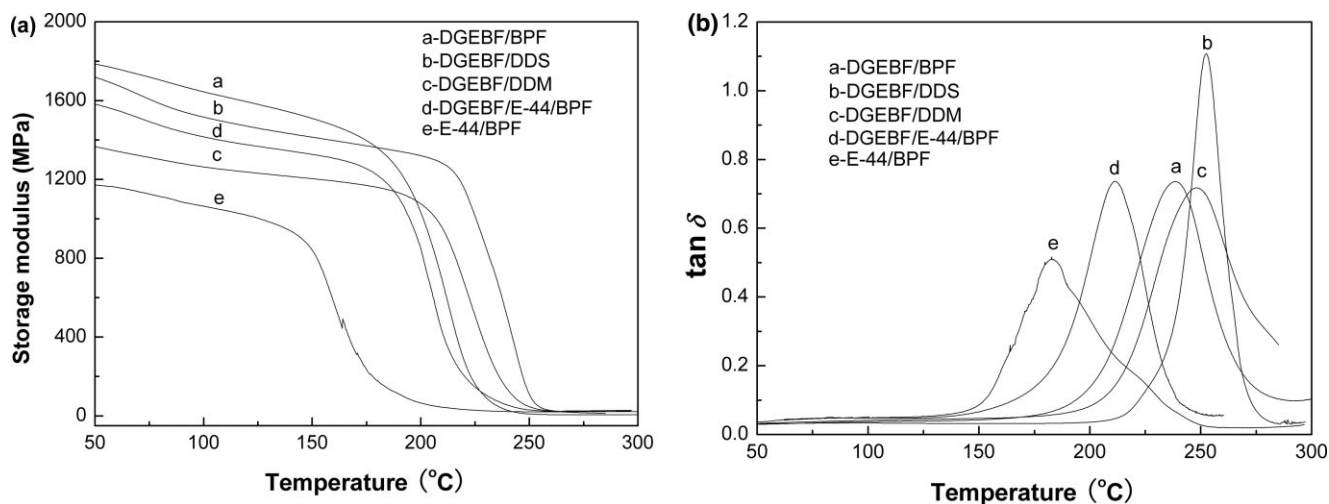 (a)
2000
1600
1200
800
400
0
Storage modulus (MPa)
a-DGEBF/BPF
b-DGEBF/DDS
c-DGEBF/DDM
d-DGEBF/E-44/BPF
e-E-44/BPF
a
b
d
c
e
50 100 150 200 250 300
Temperature (°C)
(b)
1.2
1.0
0.8
0.6
0.4
0.2
0.0
tan δ
a-DGEBF/BPF
b-DGEBF/DDS
c-DGEBF/DDM
d-DGEBF/E-44/BPF
e-E-44/BPF
b
d a c
e
50 100 150 200 250 300
Temperature (°C)